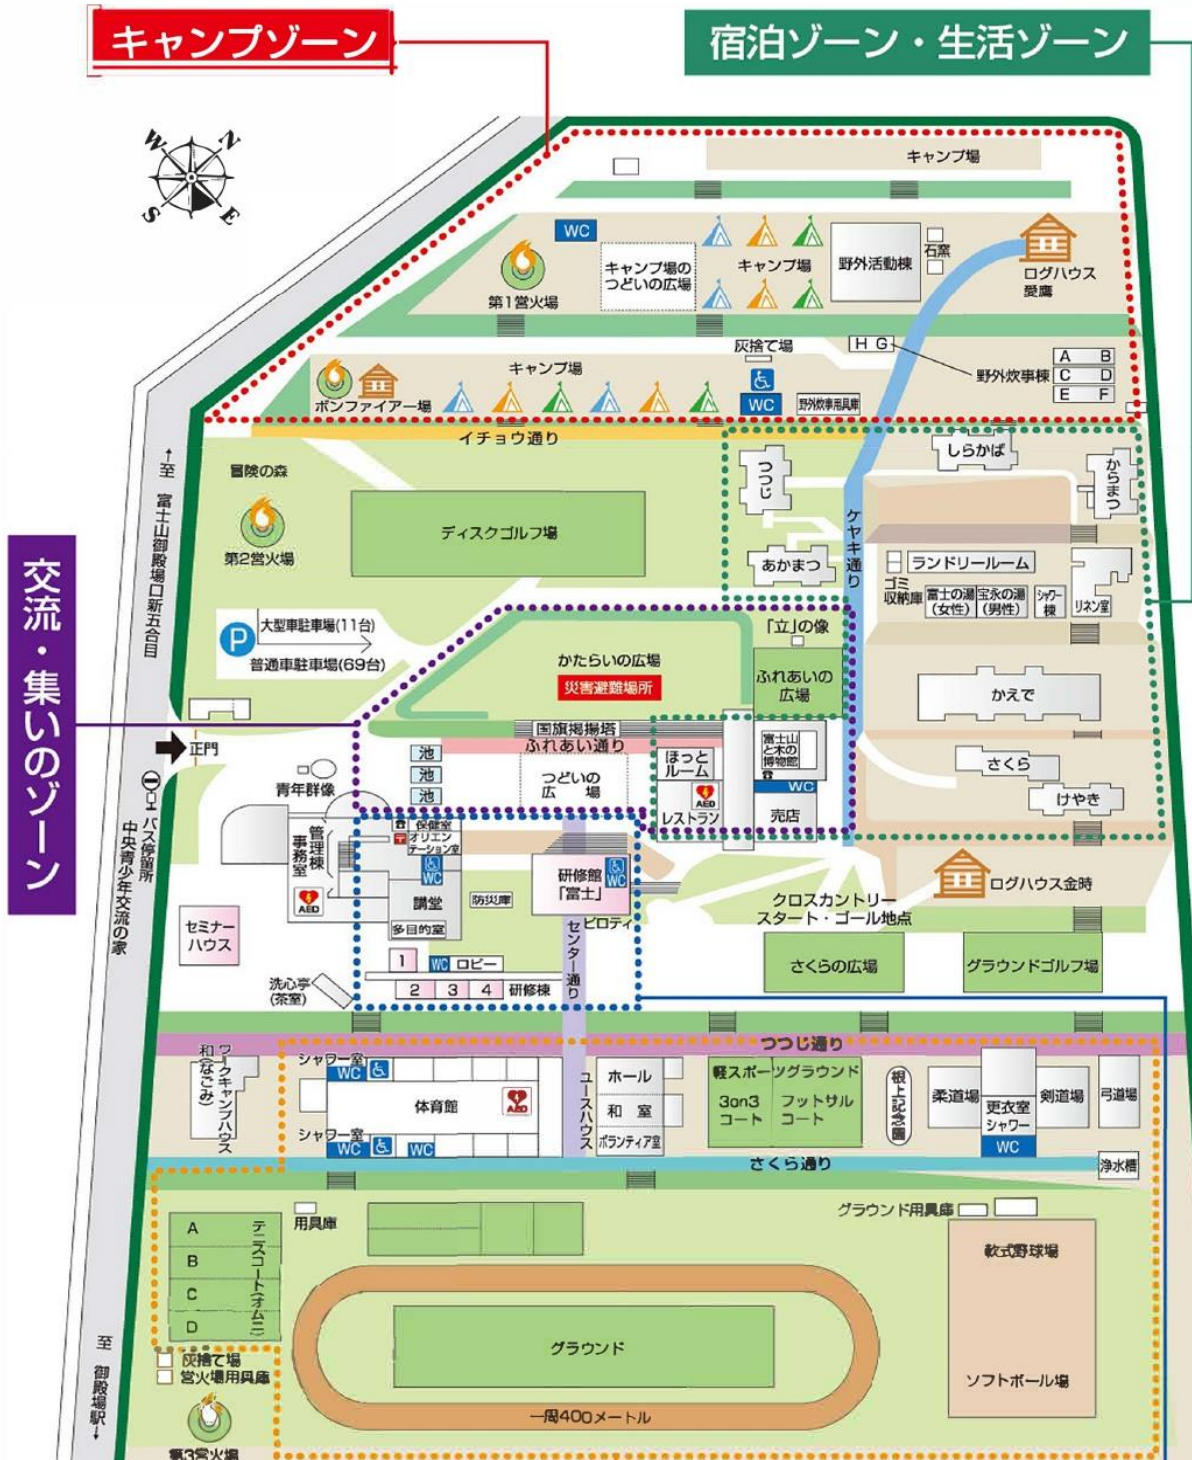 キャンプゾーン
宿泊ゾーン・生活ゾーン
W
N
S
E
キャンプ場
WC
キャンプ場の
つどいの広場
キャンプ場
野外活動棟
石窯
ログハウス
愛鷹
第1営火場
灰捨て場
H G
野外炊事棟
A B
C D
E F
キャンプ場
ボンファイアー場
WC
野外炊事用具庫
イチョウ通り
しらかば
からまつ
つつじ
冒険の森
第2営火場
ディスクゴルフ場
ケヤキ通り
あかまつ
ゴミ
収納庫
ランドリールーム
富士の湯
(女性)
宝永の湯
(男性)
シャワー
棟
リネン室
↑至 富士山御殿場口新五合目
交流・集いのゾーン
P
大型車駐車場(11台)
普通車駐車場(69台)
かたらいの広場
災害避難場所
「立」の像
ふれあいの
広場
かえで
国旗掲揚塔
ふれあい通り
正門
池
池
池
つどいの
広場
ほっと
ルーム
AED
レストラン
富士山
と木の
博物館
WC
売店
さくら
けやき
青年群像
バス停留所
中央青少年交流の家
管理棟
事務室
AED
保健室
オリエン
テーション室
WC
講堂
多目的室
防災庫
研修館
「富士」
WC
ピロティ
ログハウス金時
クロスカントリー
スタート・ゴール地点
セミナー
ハウス
1
WC
ロビー
2
3
4
研修棟
センター通り
さくらの広場
グラウンドゴルフ場
洗心亭
(茶室)
つつじ通り
ワークキャンプハウス
和(なごみ)
シャワー室
WC
体育館
AED
シャワー室
WC
WC
ユースハウス
ホール
和室
ボランティア室
軽スポーツグラウンド
3on3
コート
フットサル
コート
根上記念園
柔道場
更衣室
シャワー
WC
剣道場
弓道場
さくら通り
浄水槽
用具庫
グラウンド用具庫
A
B
C
D
テニスコート(オムニ)
軟式野球場
グラウンド
ソフトボール場
一周400メートル
至 御殿場駅↓
灰捨て場
営火場用具庫
第3営火場